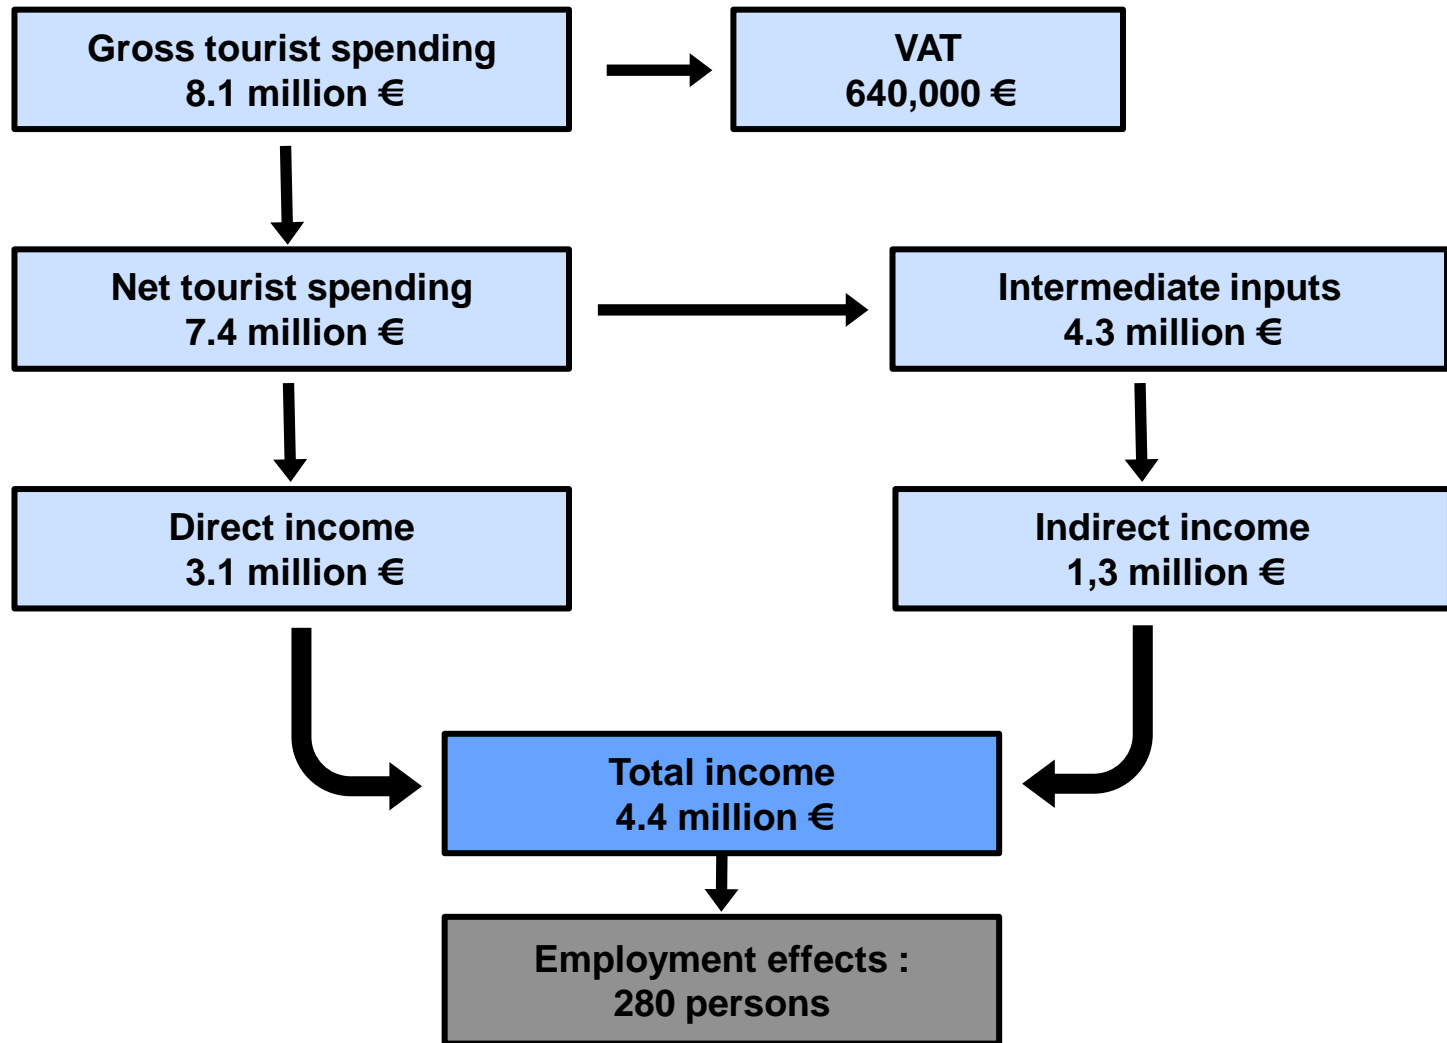 Gross tourist spending
8.1 million €
VAT
640,000 €
Net tourist spending
7.4 million €
Intermediate inputs
4.3 million €
Direct income
3.1 million €
Indirect income
1,3 million €
Total income
4.4 million €
Employment effects :
280 persons